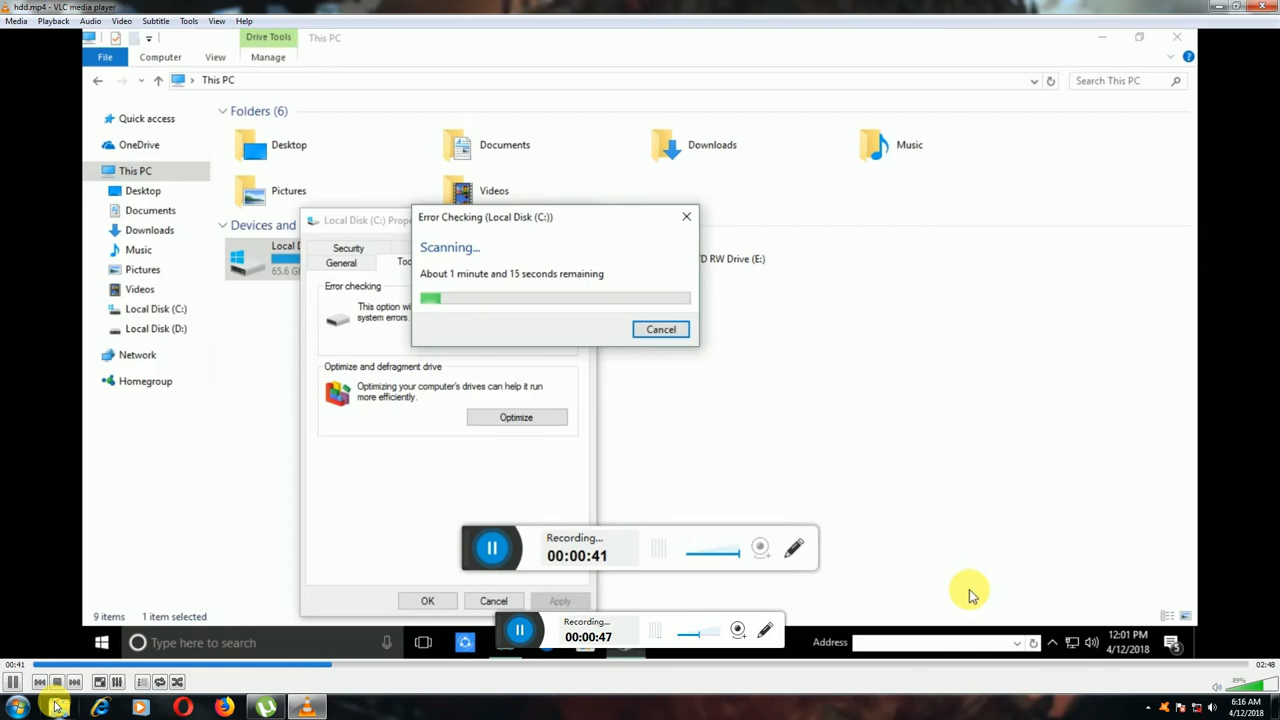 hdd.mp4 - VLC media player
Media Playback Audio Video Subtitle Tools View Help
Drive Tools This PC
File Computer View Manage
This PC Search This PC
Quick access
OneDrive
This PC
Desktop
Documents
Downloads
Music
Pictures
Videos
Local Disk (C:)
Local Disk (D:)
Network
Homegroup
Folders (6)
Desktop Documents Downloads Music
Pictures Videos
Devices and
Local D
65.6 G
D RW Drive (E:)
Local Disk (C:) Prope
Security
General Too
Error checking
This option wi
system errors.
Optimize and defragment drive
Optimizing your computer's drives can help it run
more efficiently.
Optimize
OK Cancel Apply
Error Checking (Local Disk (C:))
Scanning...
About 1 minute and 15 seconds remaining
Cancel
Recording...
00:00:41
Recording...
00:00:47
9 items 1 item selected
Type here to search
Address
12:01 PM
4/12/2018
5
00:41 02:48
89%
6:16 AM
4/12/2018